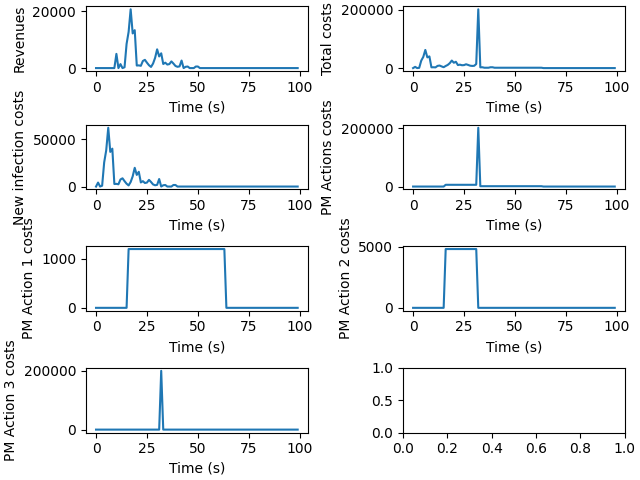 Revenues
20000
0
0 25 50 75 100
Time (s)
Total costs
200000
0
0 25 50 75 100
Time (s)
New infection costs
50000
0
0 25 50 75 100
Time (s)
PM Actions costs
200000
0
0 25 50 75 100
Time (s)
PM Action 1 costs
1000
0
0 25 50 75 100
Time (s)
PM Action 2 costs
5000
0
0 25 50 75 100
Time (s)
PM Action 3 costs
200000
0
0 25 50 75 100
Time (s)
1.0
0.5
0.0
0.0 0.2 0.4 0.6 0.8 1.0